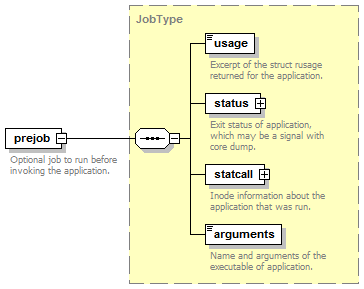 JobType
usage
Excerpt of the struct rusage
returned for the application.
status
Exit status of application,
which may be a signal with
core dump.
prejob
Optional job to run before
invoking the application.
statcall
Inode information about the
application that was run.
arguments
Name and arguments of the
executable of application.